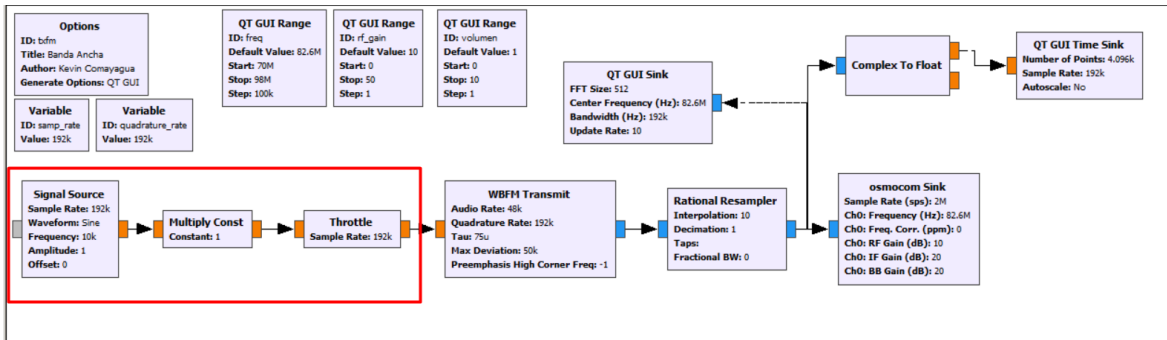 Options
ID: txfm
Title: Banda Ancha
Author: Kevin Comayagua
Generate Options: QT GUI
Variable
ID: samp_rate
Value: 192k
Variable
ID: quadrature_rate
Value: 192k
QT GUI Range
ID: freq
Default Value: 82.6M
Start: 70M
Stop: 98M
Step: 100k
QT GUI Range
ID: rf_gain
Default Value: 10
Start: 0
Stop: 50
Step: 1
QT GUI Range
ID: volumen
Default Value: 1
Start: 0
Stop: 10
Step: 1
QT GUI Sink
FFT Size: 512
Center Frequency (Hz): 82.6M
Bandwidth (Hz): 192k
Update Rate: 10
Complex To Float
QT GUI Time Sink
Number of Points: 4.096k
Sample Rate: 192k
Autoscale: No
Signal Source
Sample Rate: 192k
Waveform: Sine
Frequency: 10k
Amplitude: 1
Offset: 0
Multiply Const
Constant: 1
Throttle
Sample Rate: 192k
WBFM Transmit
Audio Rate: 48k
Quadrature Rate: 192k
Tau: 75u
Max Deviation: 50k
Preemphasis High Corner Freq: -1
Rational Resampler
Interpolation: 10
Decimation: 1
Taps:
Fractional BW: 0
osmocom Sink
Sample Rate (sps): 2M
Ch0: Frequency (Hz): 82.6M
Ch0: Freq. Corr. (ppm): 0
Ch0: RF Gain (dB): 10
Ch0: IF Gain (dB): 20
Ch0: BB Gain (dB): 20